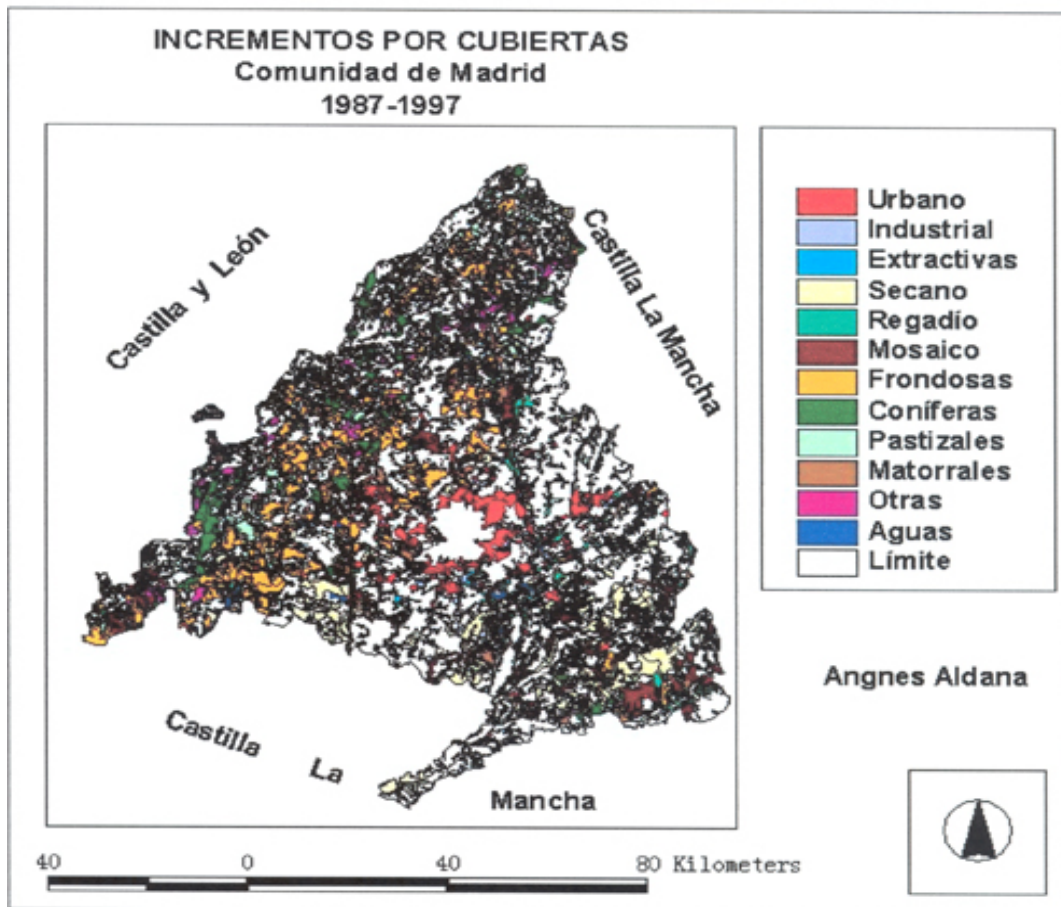 INCREMENTOS POR CUBIERTAS
Comunidad de Madrid
1987-1997
Castilla y León
Castilla La Mancha
Castilla La Mancha
Urbano
Industrial
Extractivas
Secano
Regadío
Mosaico
Frondosas
Coníferas
Pastizales
Matorrales
Otras
Aguas
Límite
Angnes Aldana
40 0 40 80 Kilometers